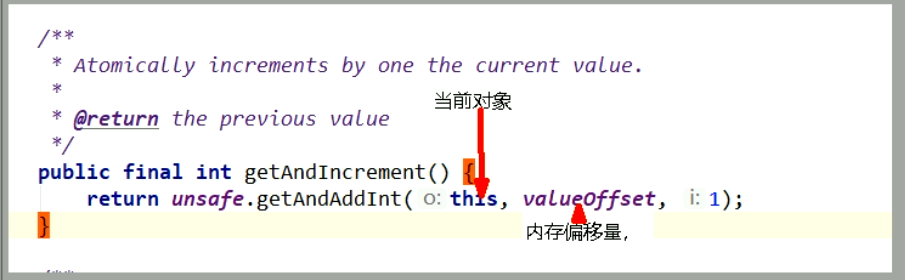 /**
* Atomically increments by one the current value.
*
* @return the previous value
*/
当前对象
public final int getAndIncrement() {
return unsafe.getAndAddInt( o: this, valueOffset, i: 1);
}
内存偏移量，
/**